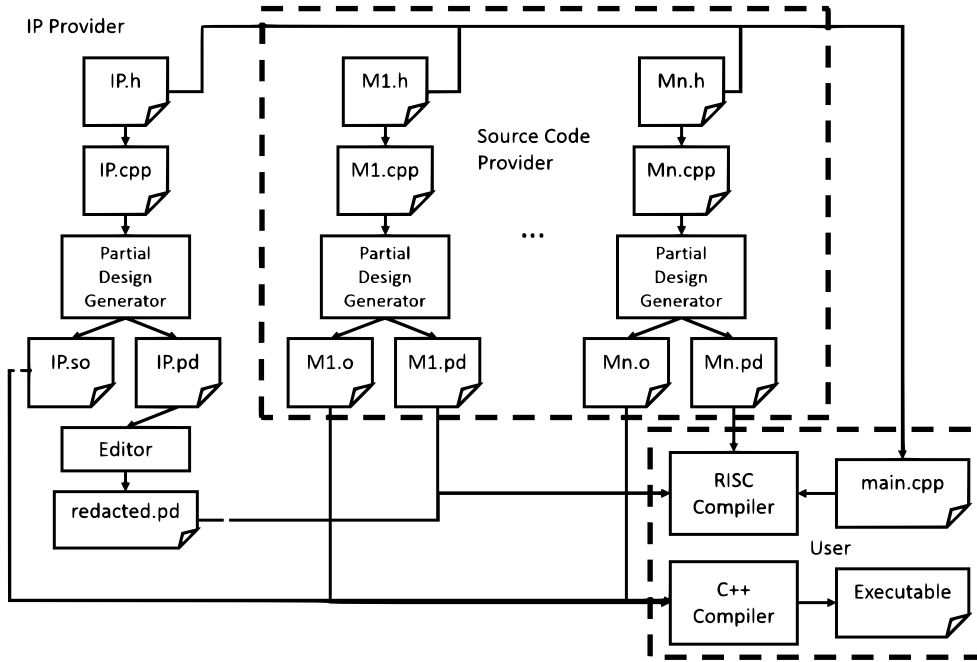 IP Provider
IP.h
M1.h
Mn.h
Source Code
Provider
IP.cpp
M1.cpp
Mn.cpp
...
Partial
Design
Generator
Partial
Design
Generator
Partial
Design
Generator
IP.so
IP.pd
M1.o
M1.pd
Mn.o
Mn.pd
Editor
redacted.pd
RISC
Compiler
main.cpp
User
C++
Compiler
Executable